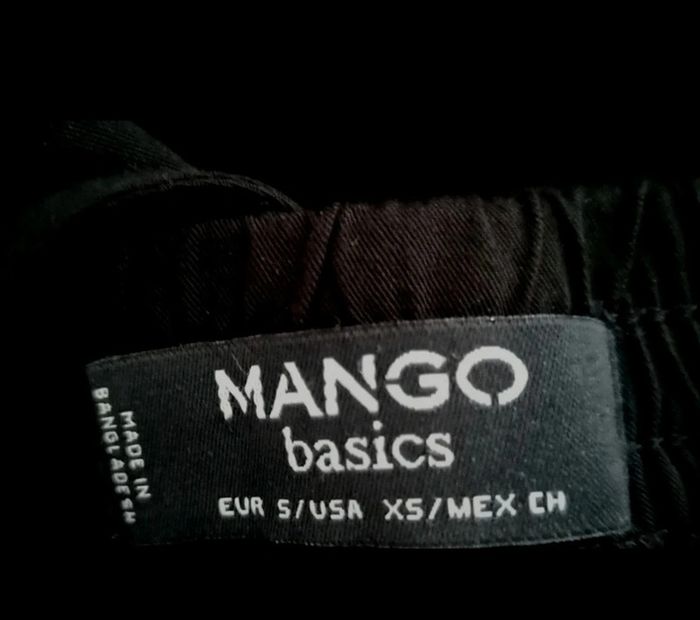 MANGO
basics
EUR S/USA XS/MEX CH
MADE IN
BANGLADESH